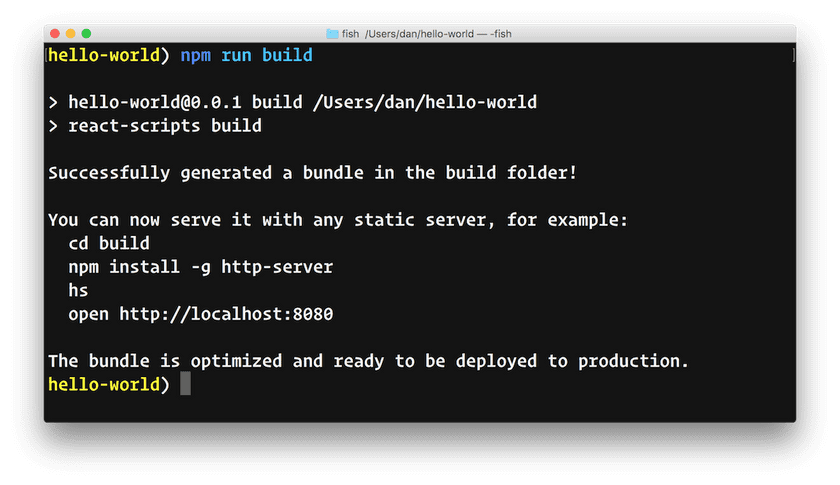 fish /Users/dan/hello-world — -fish
hello-world) npm run build
> hello-world@0.0.1 build /Users/dan/hello-world
> react-scripts build
Successfully generated a bundle in the build folder!
You can now serve it with any static server, for example:
cd build
npm install -g http-server
hs
open http://localhost:8080
The bundle is optimized and ready to be deployed to production.
hello-world)